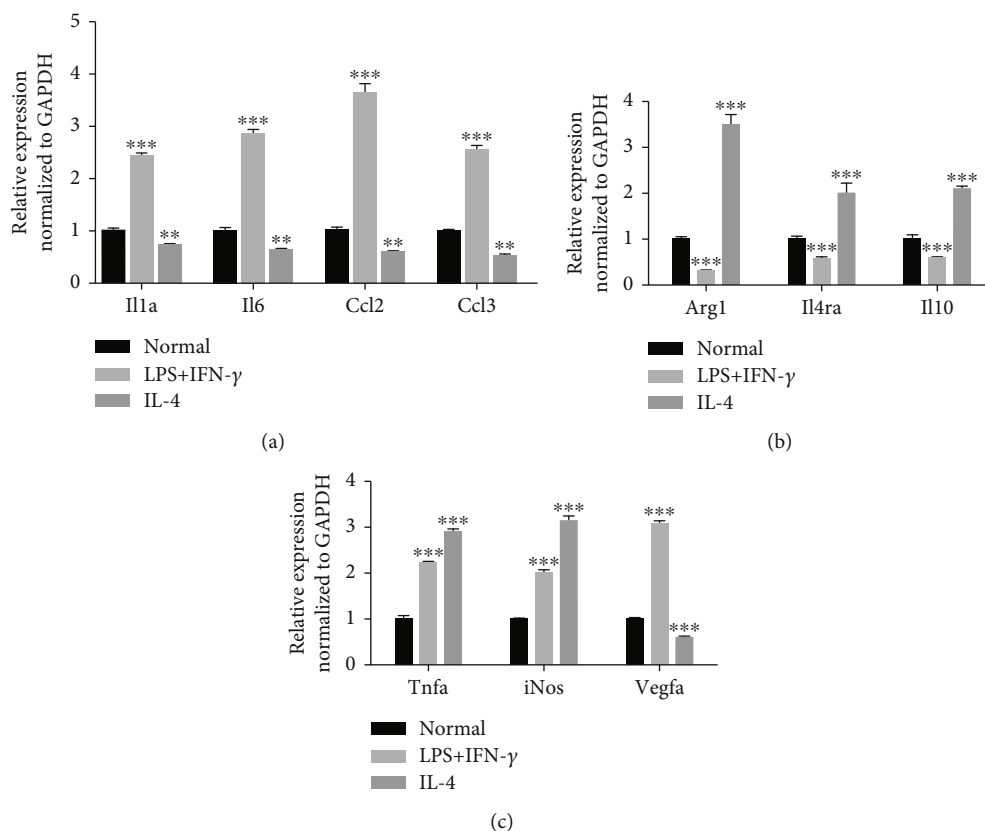 Relative expression
normalized to GAPDH
5
4
3
2
1
0
*** ** *** ** *** ** *** **
Il1a Il6 Ccl2 Ccl3
Normal
LPS+IFN-γ
IL-4
(a)
Relative expression
normalized to GAPDH
4
3
2
1
0
*** *** *** *** *** ***
Arg1 Il4ra Il10
Normal
LPS+IFN-γ
IL-4
(b)
Relative expression
normalized to GAPDH
4
3
2
1
0
*** *** *** *** *** ***
Tnfa iNos Vegfa
Normal
LPS+IFN-γ
IL-4
(c)